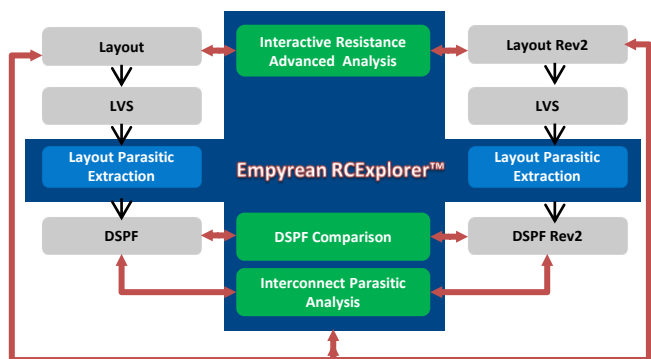 Layout
Interactive Resistance
Advanced Analysis
Layout Rev2
LVS
LVS
Layout Parasitic
Extraction
Empyrean RCExplorer™
Layout Parasitic
Extraction
DSPF
DSPF Comparison
DSPF Rev2
Interconnect Parasitic
Analysis